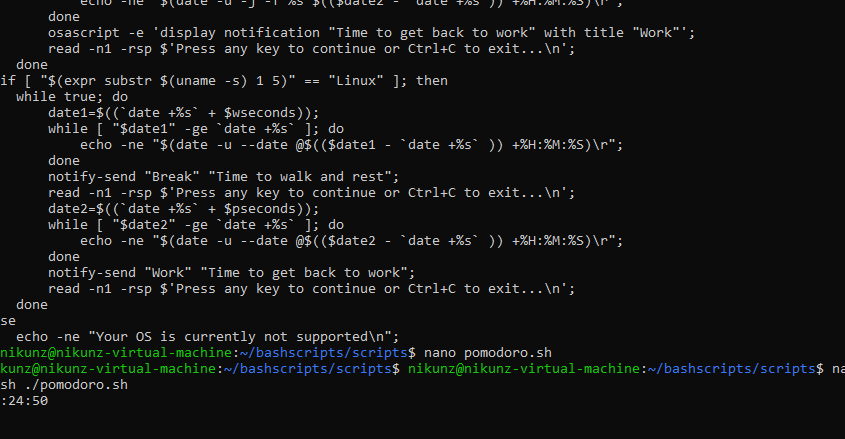 echo -ne "$(date -u -j -f %s $(($date2 - `date +%s` )) +%H:%M:%S)\r";
done
osascript -e 'display notification "Time to get back to work" with title "Work"';
read -n1 -rsp $'Press any key to continue or Ctrl+C to exit...\n';
done
if [ "$(expr substr $(uname -s) 1 5)" == "Linux" ]; then
while true; do
date1=$((`date +%s` + $wseconds));
while [ "$date1" -ge `date +%s` ]; do
echo -ne "$(date -u --date @$(($date1 - `date +%s` )) +%H:%M:%S)\r";
done
notify-send "Break" "Time to walk and rest";
read -n1 -rsp $'Press any key to continue or Ctrl+C to exit...\n';
date2=$((`date +%s` + $pseconds));
while [ "$date2" -ge `date +%s` ]; do
echo -ne "$(date -u --date @$(($date2 - `date +%s` )) +%H:%M:%S)\r";
done
notify-send "Work" "Time to get back to work";
read -n1 -rsp $'Press any key to continue or Ctrl+C to exit...\n';
done
se
echo -ne "Your OS is currently not supported\n";
nikunz@nikunz-virtual-machine:~/bashscripts/scripts$ nano pomodoro.sh
kunz@nikunz-virtual-machine:~/bashscripts/scripts$ nikunz@nikunz-virtual-machine:~/bashscripts/scripts$ na
sh ./pomodoro.sh
:24:50